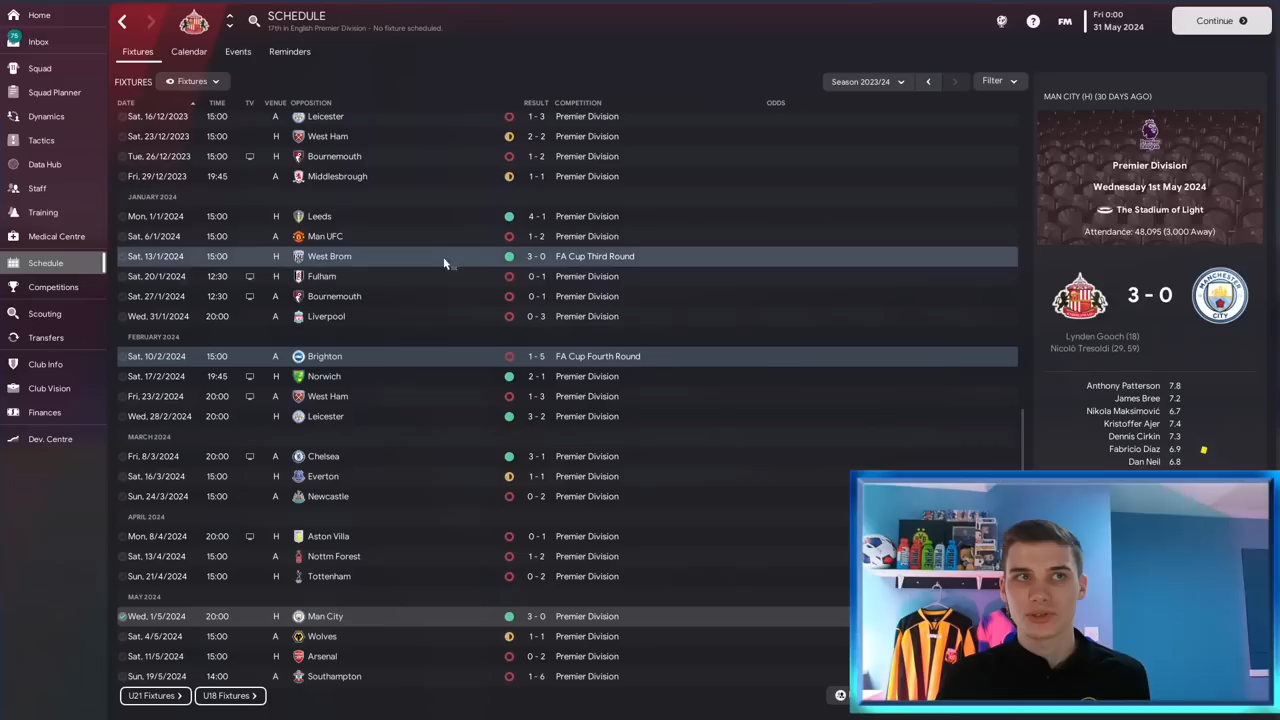 Home
75
Inbox
Squad
Squad Planner
Dynamics
Tactics
Data Hub
Staff
Training
Medical Centre
Schedule
Competitions
Scouting
Transfers
Club Info
Club Vision
Finances
Dev. Centre
SCHEDULE
17th in English Premier Division - No fixture scheduled.
FM
Fri 0:00
31 May 2024
Continue
Fixtures Calendar Events Reminders
FIXTURES Fixtures Season 2023/24 Filter
DATE TIME TV VENUE OPPOSITION RESULT COMPETITION ODDS
Sat, 16/12/2023 15:00 A Leicester 1 - 3 Premier Division
Sat, 23/12/2023 15:00 H West Ham 2 - 2 Premier Division
Tue, 26/12/2023 15:00 H Bournemouth 1 - 2 Premier Division
Fri, 29/12/2023 19:45 A Middlesbrough 1 - 1 Premier Division
JANUARY 2024
Mon, 1/1/2024 15:00 H Leeds 4 - 1 Premier Division
Sat, 6/1/2024 15:00 A Man UFC 1 - 2 Premier Division
Sat, 13/1/2024 15:00 H West Brom 3 - 0 FA Cup Third Round
Sat, 20/1/2024 12:30 H Fulham 0 - 1 Premier Division
Sat, 27/1/2024 12:30 A Bournemouth 0 - 1 Premier Division
Wed, 31/1/2024 20:00 A Liverpool 0 - 3 Premier Division
FEBRUARY 2024
Sat, 10/2/2024 15:00 A Brighton 1 - 5 FA Cup Fourth Round
Sat, 17/2/2024 19:45 H Norwich 2 - 1 Premier Division
Fri, 23/2/2024 20:00 A West Ham 1 - 3 Premier Division
Wed, 28/2/2024 20:00 H Leicester 3 - 2 Premier Division
MARCH 2024
Fri, 8/3/2024 20:00 A Chelsea 3 - 1 Premier Division
Sat, 16/3/2024 15:00 H Everton 1 - 1 Premier Division
Sun, 24/3/2024 15:00 A Newcastle 0 - 2 Premier Division
APRIL 2024
Mon, 8/4/2024 20:00 H Aston Villa 0 - 1 Premier Division
Sat, 13/4/2024 15:00 A Nottm Forest 1 - 2 Premier Division
Sun, 21/4/2024 15:00 H Tottenham 0 - 2 Premier Division
MAY 2024
Wed, 1/5/2024 20:00 H Man City 3 - 0 Premier Division
Sat, 4/5/2024 15:00 A Wolves 1 - 1 Premier Division
Sat, 11/5/2024 15:00 H Arsenal 0 - 2 Premier Division
Sun, 19/5/2024 14:00 A Southampton 1 - 6 Premier Division
U21 Fixtures U18 Fixtures
MAN CITY (H) (30 DAYS AGO)
Premier Division
Wednesday 1st May 2024
The Stadium of Light
Attendance: 48,095 (3,000 Away)
3 - 0
Lynden Gooch (18)
Nicolò Tresoldi (29, 59)
Anthony Patterson 7.8
James Bree 7.2
Nikola Maksimović 6.7
Kristoffer Ajer 7.4
Dennis Cirkin 7.3
Fabricio Díaz 6.9
Dan Neil 6.8